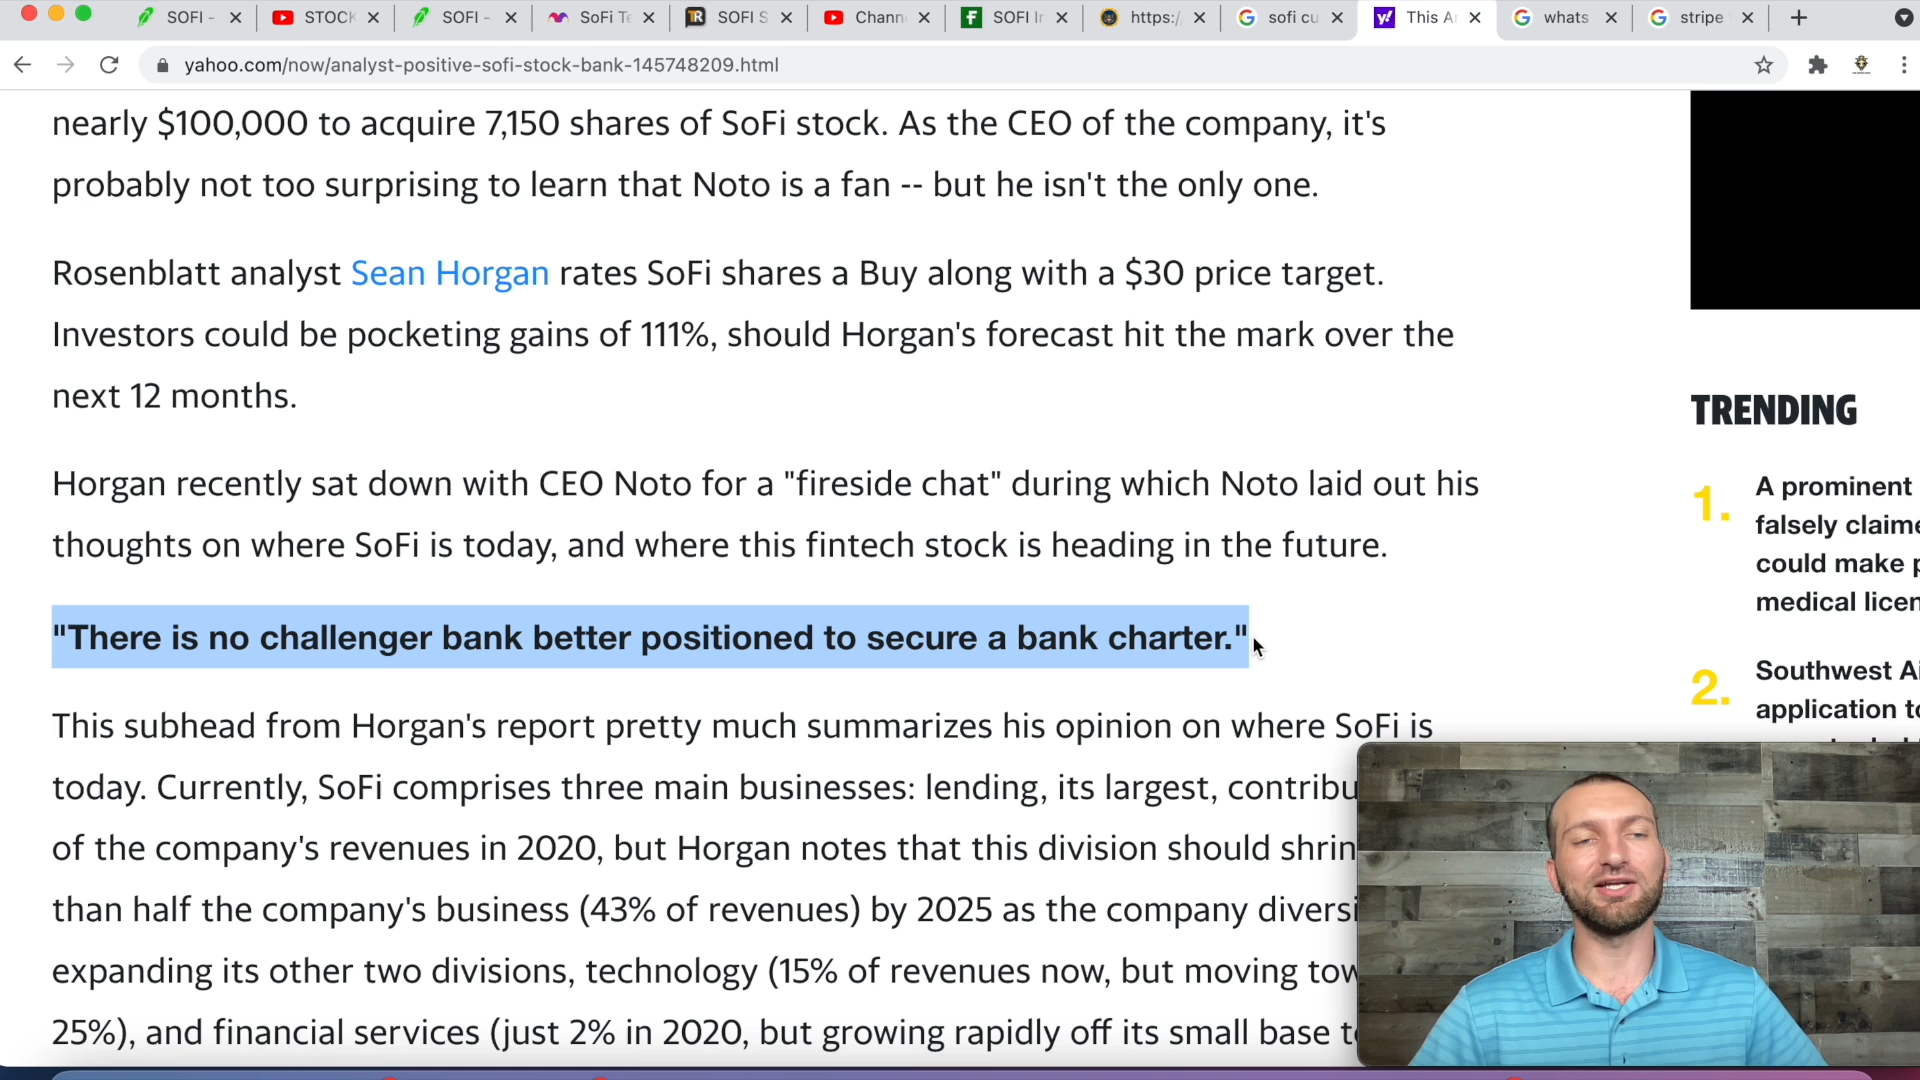 SOFI -
STOCK
SOFI -
SoFi Te
SOFI S
Chann
SOFI In
https:/
sofi cu
This A
whats
stripe
yahoo.com/now/analyst-positive-sofi-stock-bank-145748209.html
nearly $100,000 to acquire 7,150 shares of SoFi stock. As the CEO of the company, it's
probably not too surprising to learn that Noto is a fan -- but he isn't the only one.
Rosenblatt analyst Sean Horgan rates SoFi shares a Buy along with a $30 price target.
Investors could be pocketing gains of 111%, should Horgan's forecast hit the mark over the
next 12 months.
Horgan recently sat down with CEO Noto for a "fireside chat" during which Noto laid out his
thoughts on where SoFi is today, and where this fintech stock is heading in the future.
"There is no challenger bank better positioned to secure a bank charter."
This subhead from Horgan's report pretty much summarizes his opinion on where SoFi is
today. Currently, SoFi comprises three main businesses: lending, its largest, contribu
of the company's revenues in 2020, but Horgan notes that this division should shrin
than half the company's business (43% of revenues) by 2025 as the company diversi
expanding its other two divisions, technology (15% of revenues now, but moving tow
25%), and financial services (just 2% in 2020, but growing rapidly off its small base t
TRENDING
1. A prominent
falsely claime
could make p
medical licen
2. Southwest Ai
application to